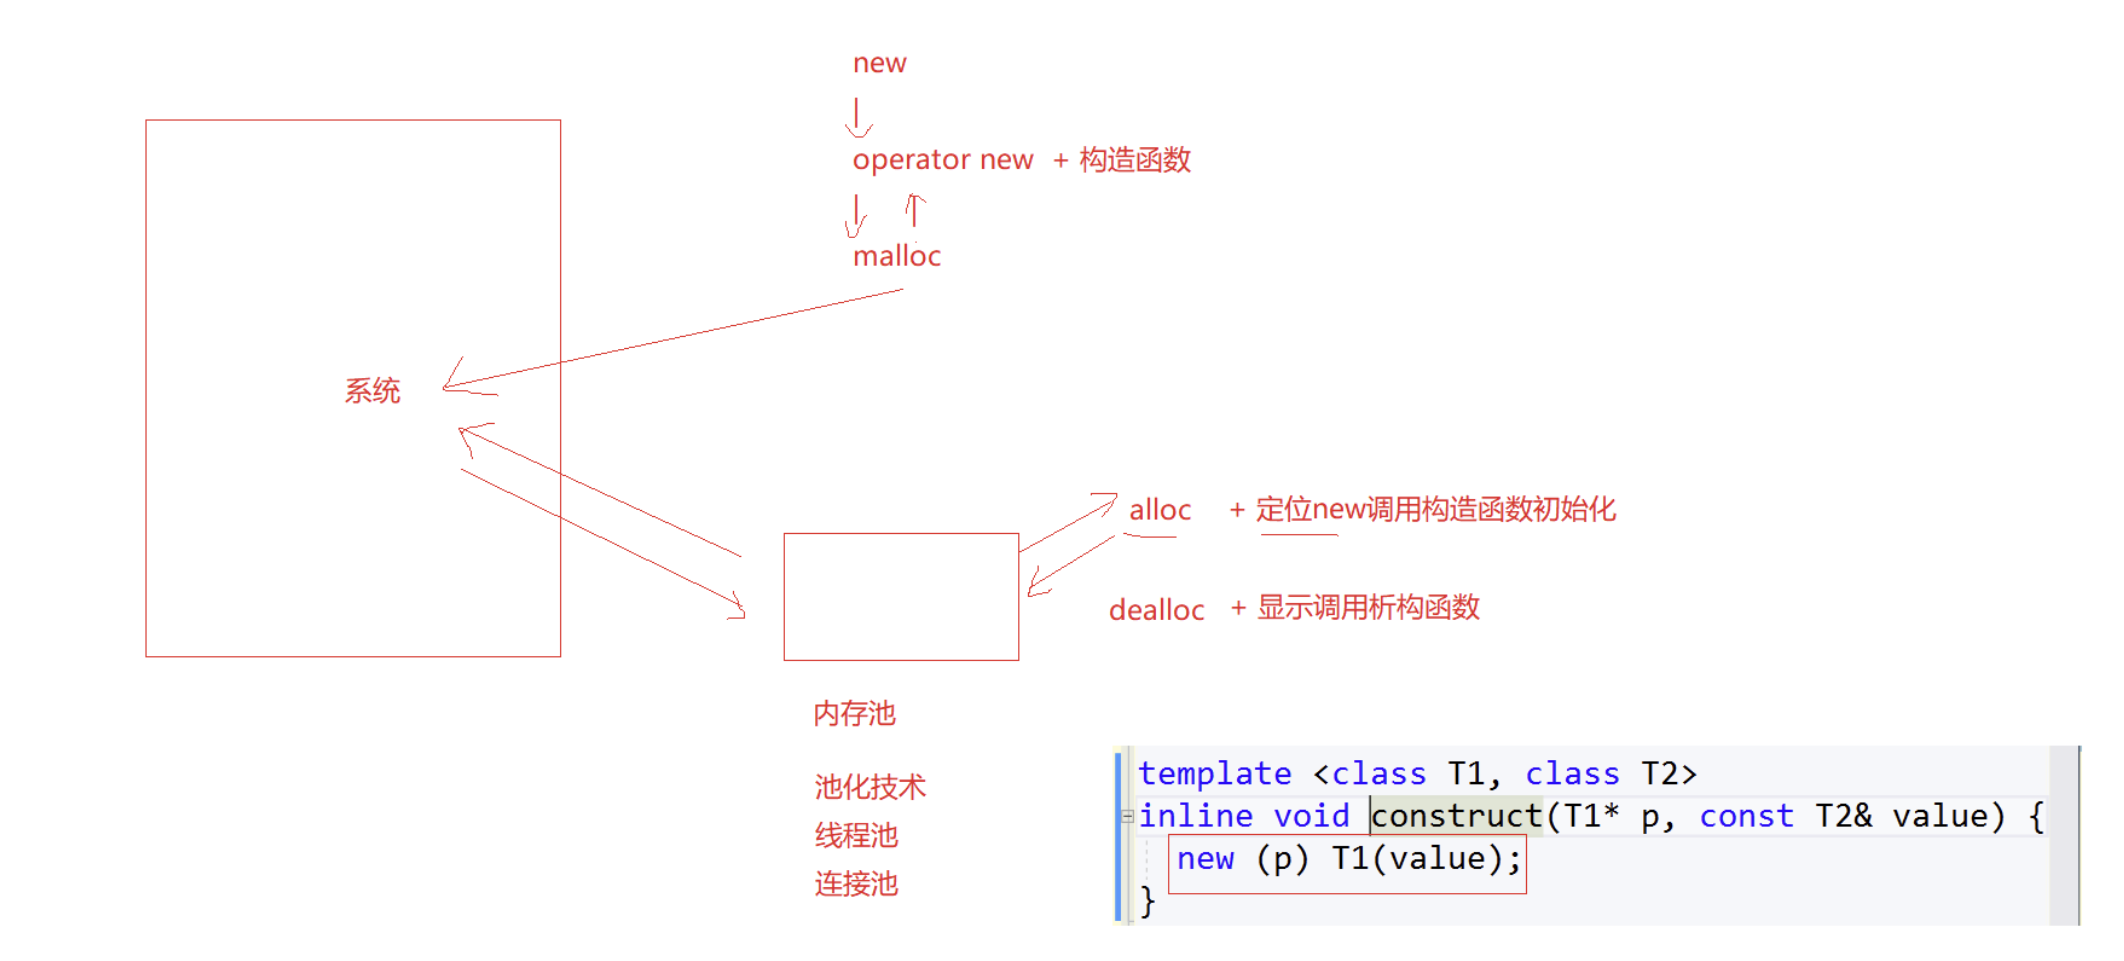 new
operator new + 构造函数
malloc
系统
alloc + 定位new调用构造函数初始化
dealloc + 显示调用析构函数
内存池
池化技术
线程池
连接池
template <class T1, class T2>
inline void construct(T1* p, const T2& value) {
new (p) T1(value);
}